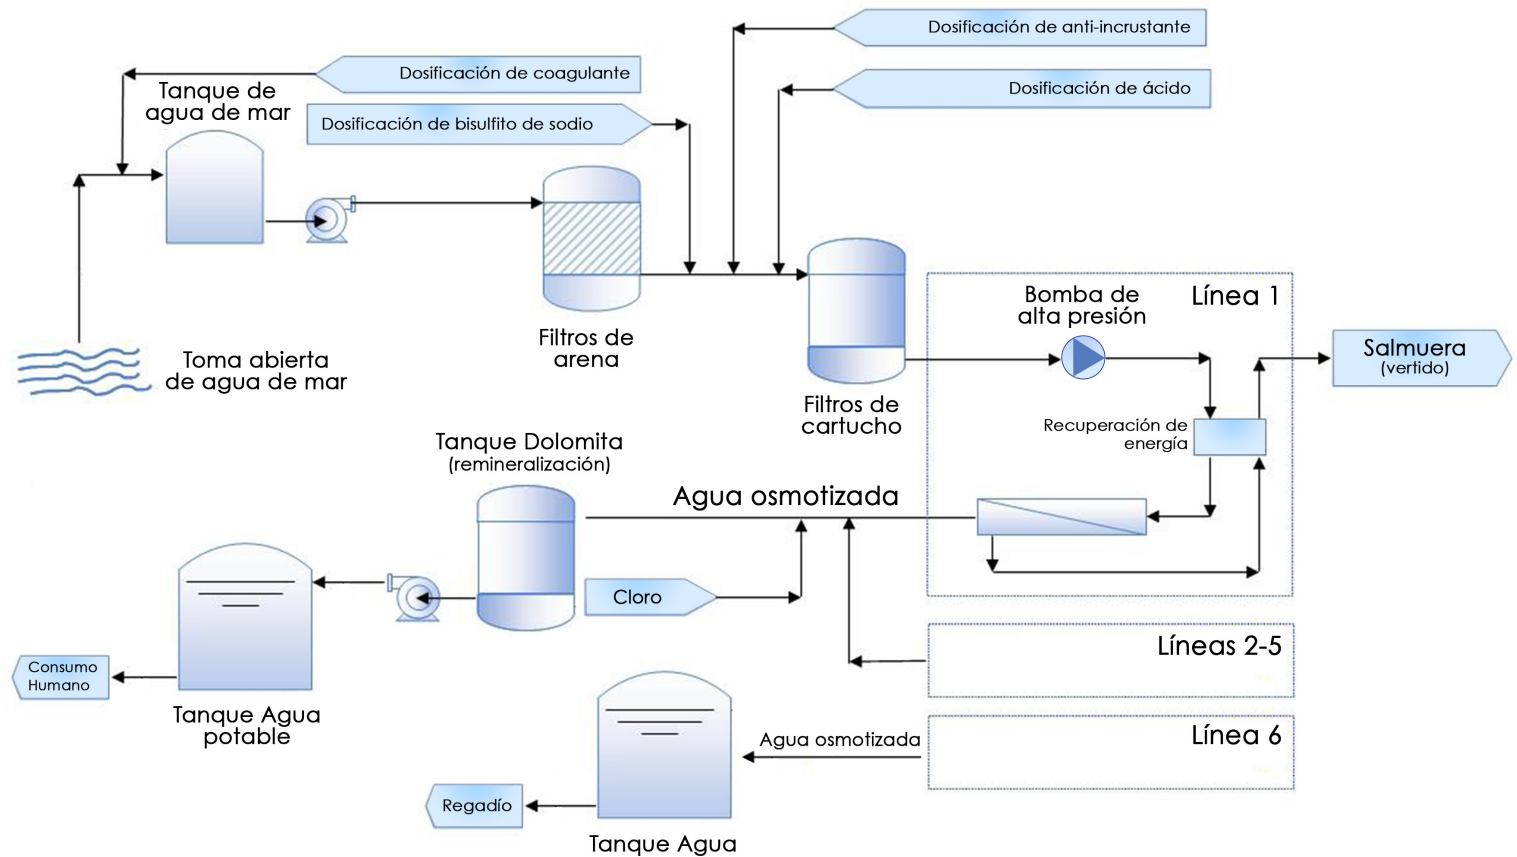 Dosificación de anti-incrustante
Dosificación de coagulante
Dosificación de ácido
Tanque de
agua de mar
Dosificación de bisulfito de sodio
Toma abierta
de agua de mar
Filtros de
arena
Filtros de
cartucho
Línea 1
Bomba de
alta presión
Salmuera
(vertido)
Recuperación de
energía
Tanque Dolomita
(remineralización)
Agua osmotizada
Cloro
Líneas 2-5
Consumo
Humano
Tanque Agua
potable
Línea 6
Agua osmotizada
Regadío
Tanque Agua